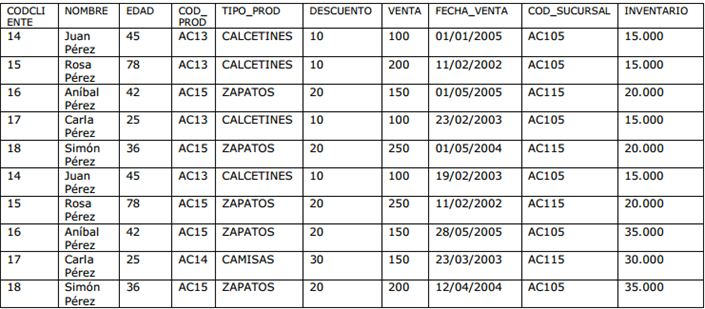 CODCLIENTE NOMBRE EDAD COD_PROD TIPO_PROD DESCUENTO VENTA FECHA_VENTA COD_SUCURSAL INVENTARIO
14 Juan Pérez 45 AC13 CALCETINES 10 100 01/01/2005 AC105 15.000
15 Rosa Pérez 78 AC13 CALCETINES 10 200 11/02/2002 AC105 15.000
16 Aníbal Pérez 42 AC15 ZAPATOS 20 150 01/05/2005 AC115 20.000
17 Carla Pérez 25 AC13 CALCETINES 10 100 23/02/2003 AC105 15.000
18 Simón Pérez 36 AC15 ZAPATOS 20 250 01/05/2004 AC115 20.000
14 Juan Pérez 45 AC13 CALCETINES 10 100 19/02/2003 AC105 15.000
15 Rosa Pérez 78 AC15 ZAPATOS 20 250 11/02/2002 AC115 20.000
16 Aníbal Pérez 42 AC15 ZAPATOS 20 150 28/05/2005 AC105 35.000
17 Carla Pérez 25 AC14 CAMISAS 30 150 23/03/2003 AC115 30.000
18 Simón Pérez 36 AC15 ZAPATOS 20 200 12/04/2004 AC105 35.000